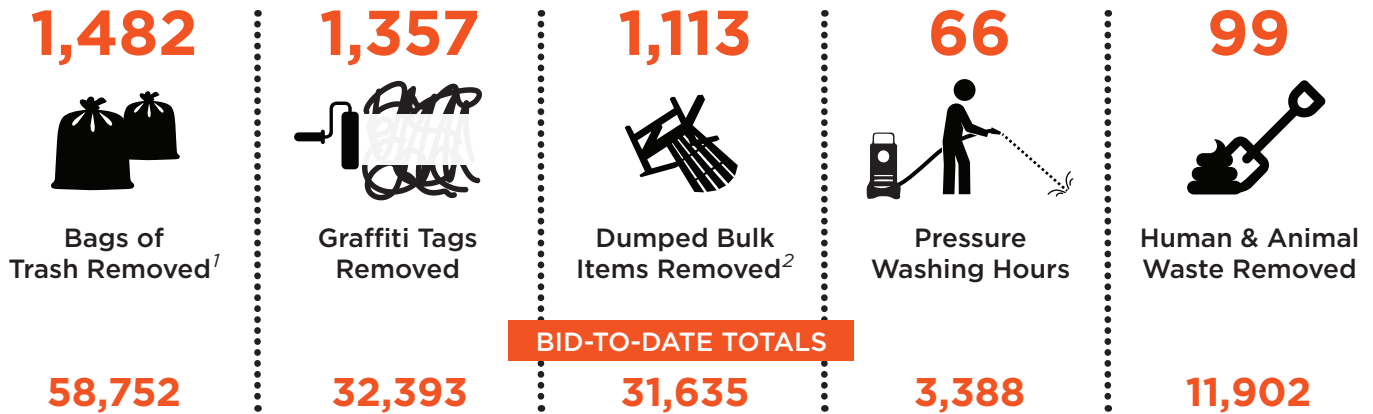 1,482
1,357
1,113
66
99
Bags of
Trash Removed1
Graffiti Tags
Removed
Dumped Bulk
Items Removed2
Pressure
Washing Hours
Human & Animal
Waste Removed
BID-TO-DATE TOTALS
58,752
32,393
31,635
3,388
11,902